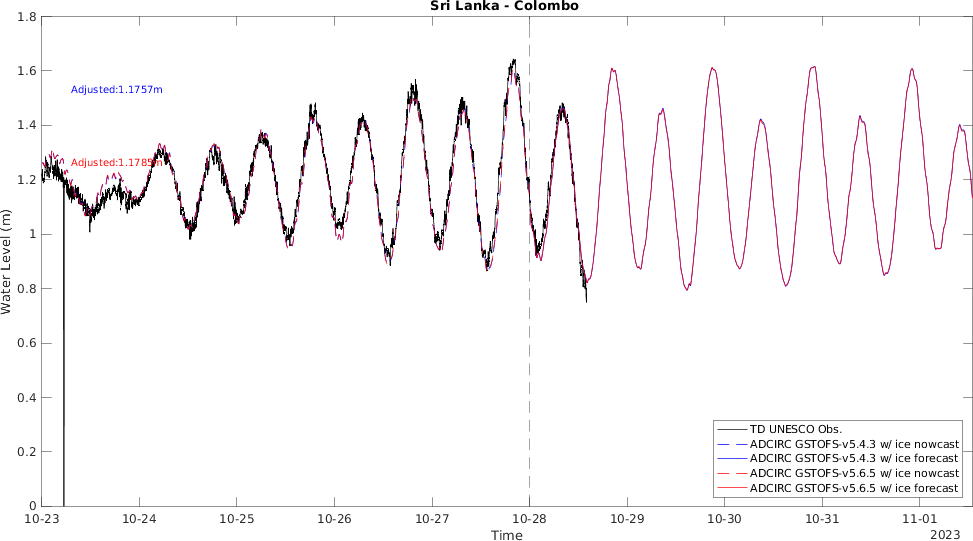 Sri Lanka - Colombo
1.8
1.6
1.4
1.2
1
0.8
0.6
0.4
0.2
0
Water Level (m)
Adjusted:1.1757m
Adjusted:1.1785m
TD UNESCO Obs.
ADCIRC GSTOFS-v5.4.3 w/ ice nowcast
ADCIRC GSTOFS-v5.4.3 w/ ice forecast
ADCIRC GSTOFS-v5.6.5 w/ ice nowcast
ADCIRC GSTOFS-v5.6.5 w/ ice forecast
10-23 10-24 10-25 10-26 10-27 10-28 10-29 10-30 10-31 11-01
Time
2023